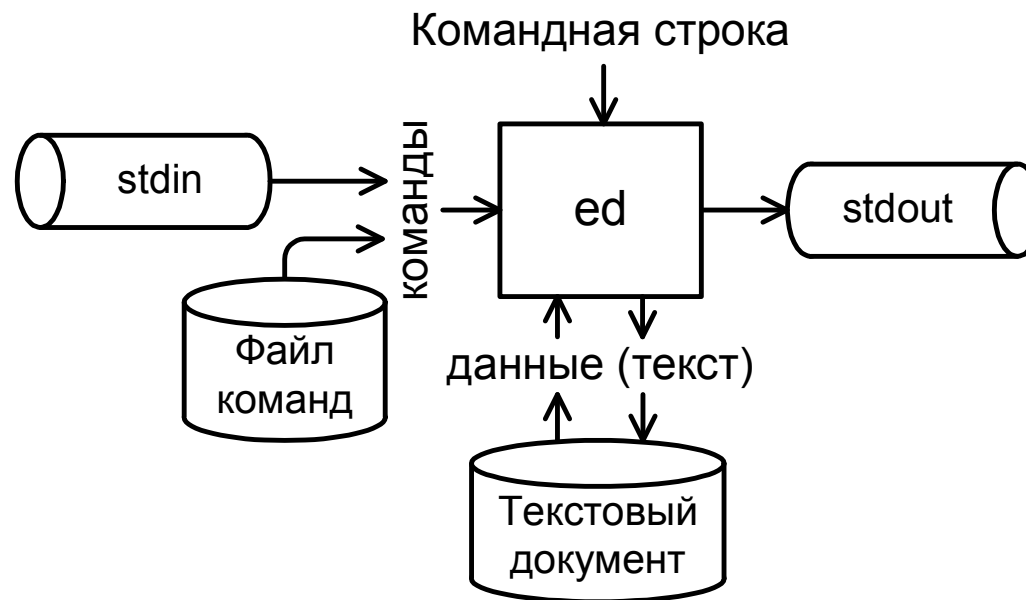 Командная строка
stdin
команды
ed
stdout
Файл
команд
данные (текст)
Текстовый
документ